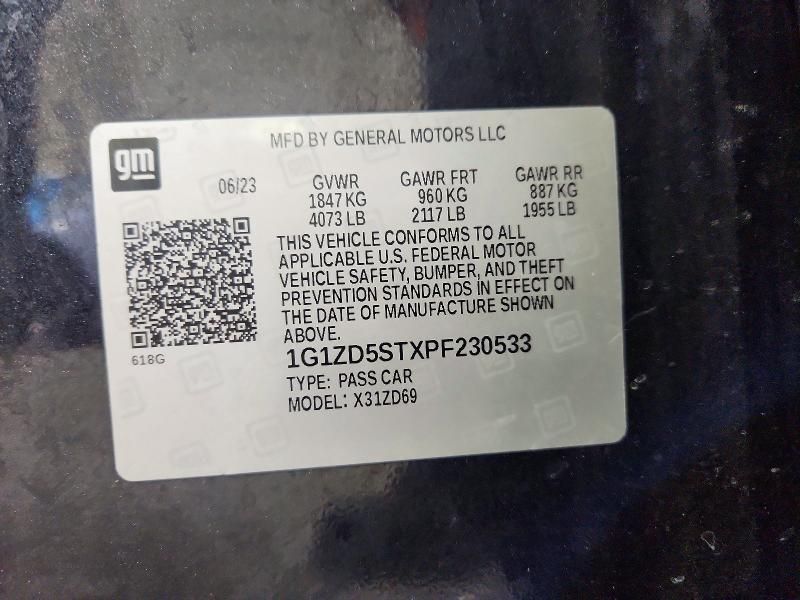 MFD BY GENERAL MOTORS LLC
gm
06/23 GVWR GAWR FRT GAWR RR
1847 KG 960 KG 887 KG
4073 LB 2117 LB 1955 LB
THIS VEHICLE CONFORMS TO ALL
APPLICABLE U.S. FEDERAL MOTOR
VEHICLE SAFETY, BUMPER, AND THEFT
PREVENTION STANDARDS IN EFFECT ON
THE DATE OF MANUFACTURE SHOWN
ABOVE.
618G
1G1ZD5STXPF230533
TYPE: PASS CAR
MODEL: X31ZD69